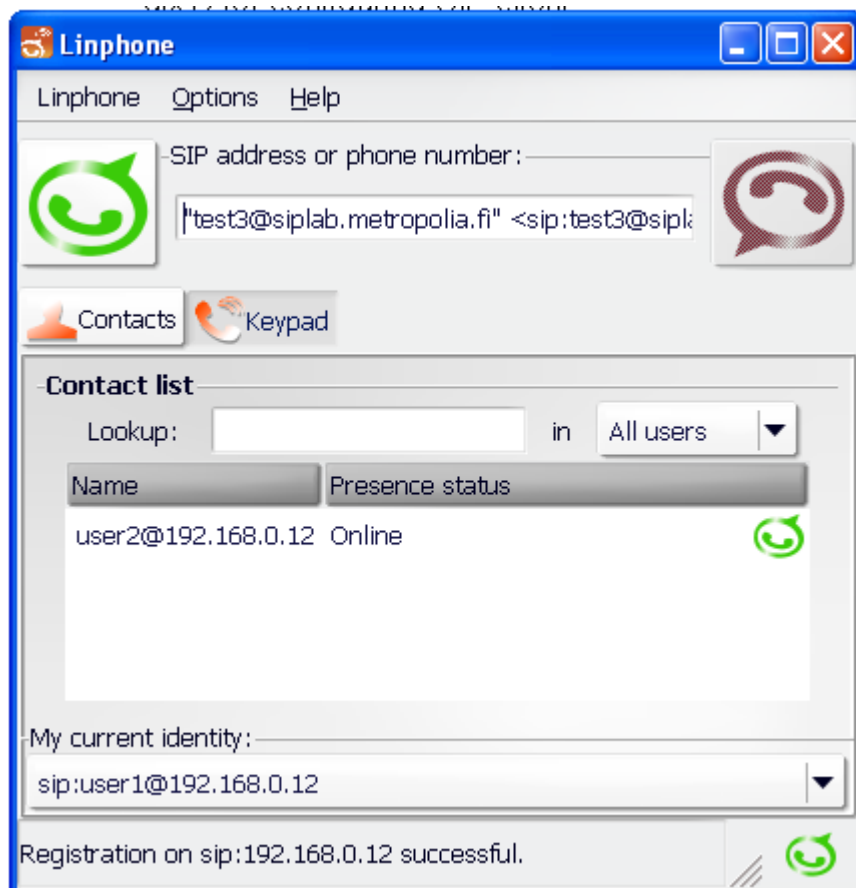 Linphone
Linphone Options Help
SIP address or phone number:
"test3@siplab.metropolia.fi" <sip:test3@sipla
Contacts Keypad
Contact list
Lookup: in All users
Name Presence status
user2@192.168.0.12 Online
My current identity:
sip:user1@192.168.0.12
Registration on sip:192.168.0.12 successful.